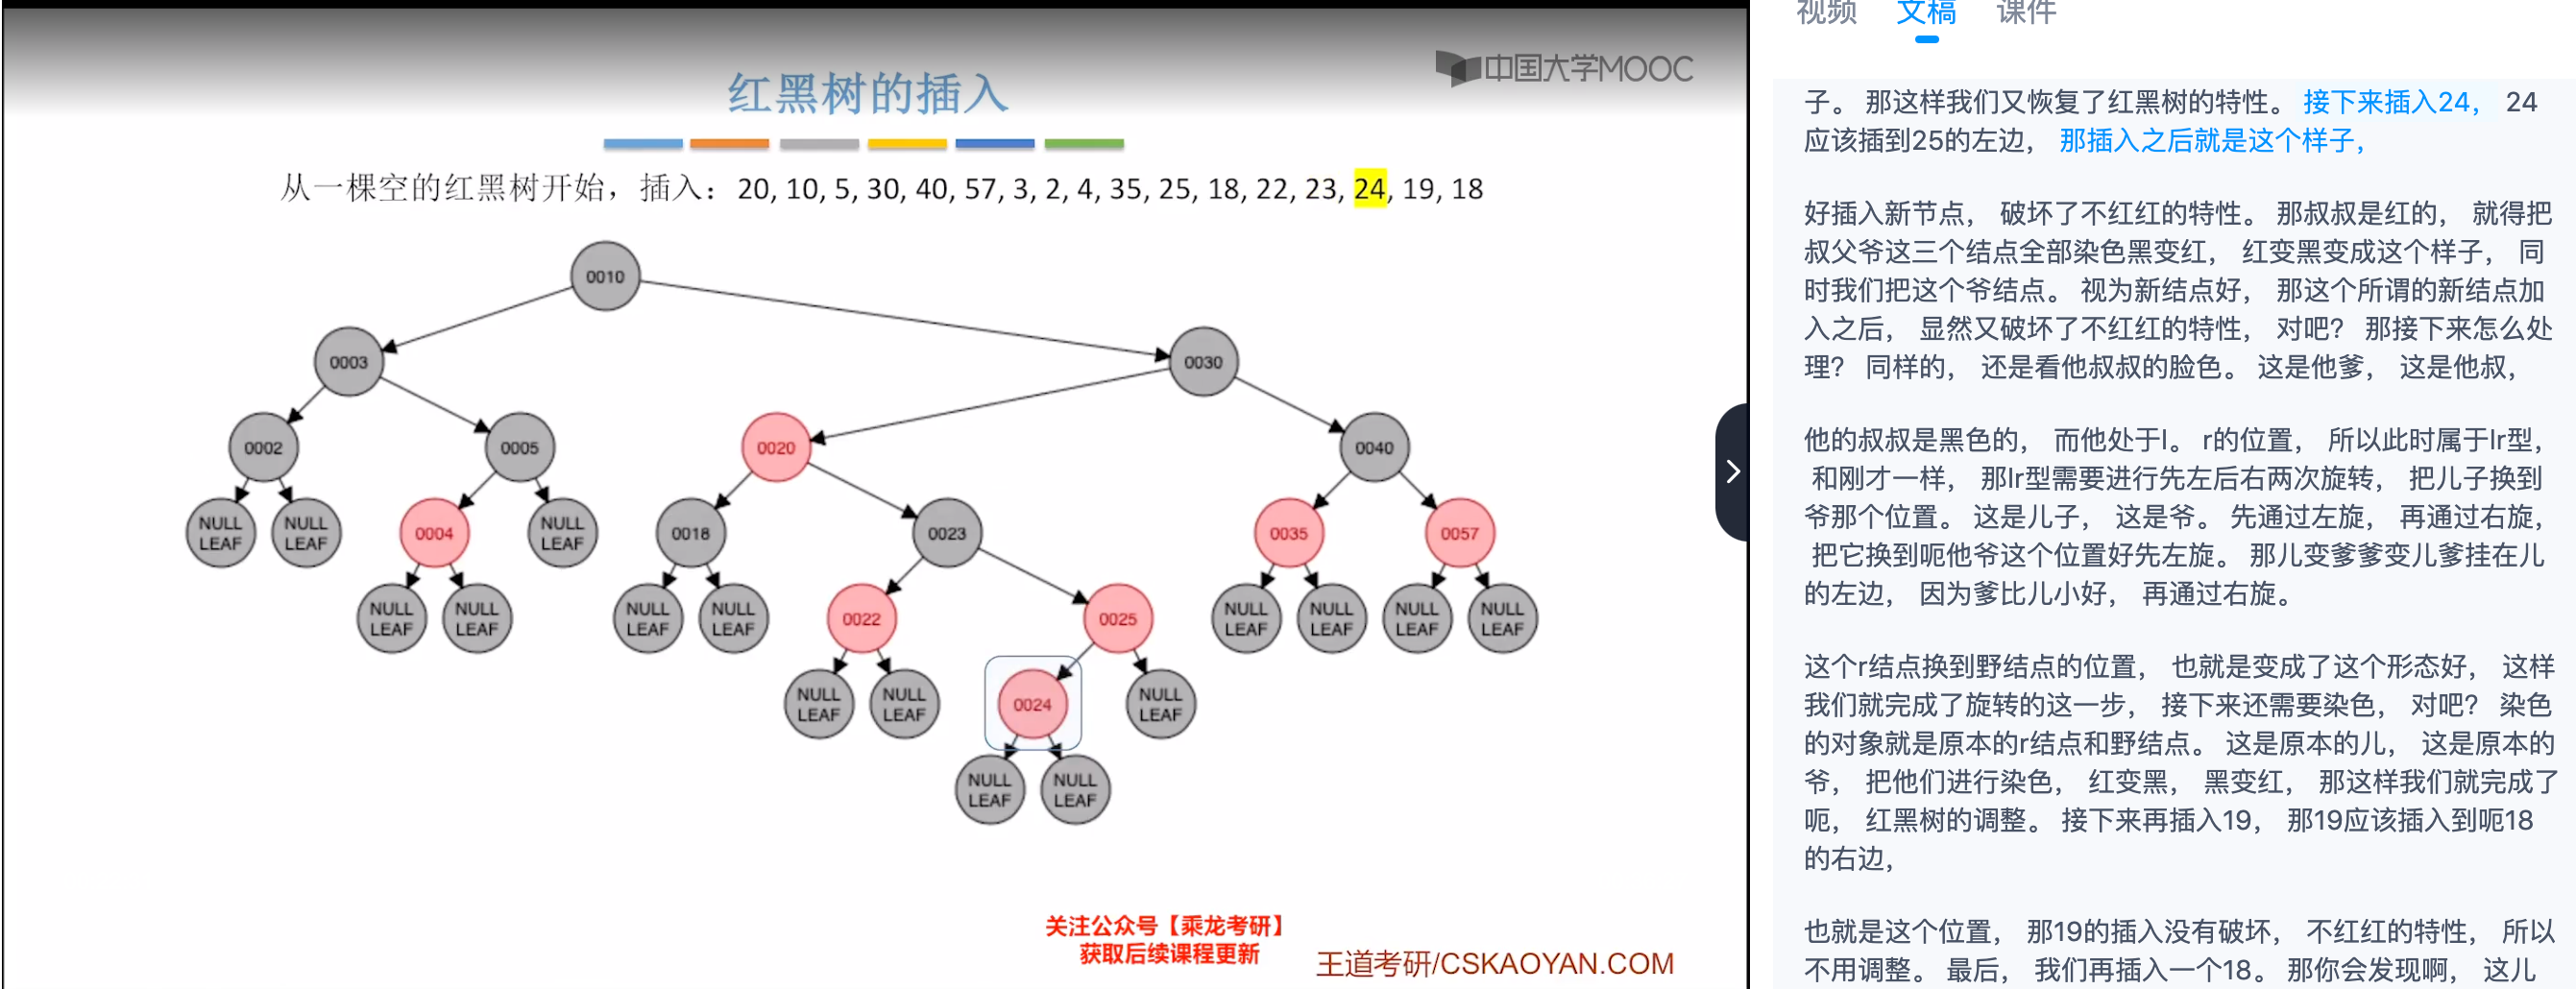 视频 文稿 课件
中国大学MOOC
红黑树的插入
从一棵空的红黑树开始，插入：20, 10, 5, 30, 40, 57, 3, 2, 4, 35, 25, 18, 22, 23, 24, 19, 18
0010
0003
0030
0002
0005
0020
0040
NULL LEAF
NULL LEAF
0004
NULL LEAF
0018
0023
0035
0057
NULL LEAF
NULL LEAF
NULL LEAF
NULL LEAF
0022
0025
NULL LEAF
NULL LEAF
NULL LEAF
NULL LEAF
NULL LEAF
NULL LEAF
0024
NULL LEAF
NULL LEAF
NULL LEAF
关注公众号【乘龙考研】
获取后续课程更新
王道考研/CSKAOYAN.COM
子。 那这样我们又恢复了红黑树的特性。 接下来插入24， 24
应该插到25的左边， 那插入之后就是这个样子，
好插入新节点， 破坏了不红红的特性。 那叔叔是红的， 就得把
叔父爷这三个结点全部染色黑变红， 红变黑变成这个样子， 同
时我们把这个爷结点。 视为新结点好， 那这个所谓的新结点加
入之后， 显然又破坏了不红红的特性， 对吧？ 那接下来怎么处
理？ 同样的， 还是看他叔叔的脸色。 这是他爹， 这是他叔，
他的叔叔是黑色的， 而他处于l。 r的位置， 所以此时属于lr型，
和刚才一样， 那lr型需要进行先左后右两次旋转， 把儿子换到
爷那个位置。 这是儿子， 这是爷。 先通过左旋， 再通过右旋，
把它换到呃他爷这个位置好先左旋。 那儿变爹爹变儿爹挂在儿
的左边， 因为爹比儿小好， 再通过右旋。
这个r结点换到野结点的位置， 也就是变成了这个形态好， 这样
我们就完成了旋转的这一步， 接下来还需要染色， 对吧？ 染色
的对象就是原本的r结点和野结点。 这是原本的儿， 这是原本的
爷， 把他们进行染色， 红变黑， 黑变红， 那这样我们就完成了
呃， 红黑树的调整。 接下来再插入19， 那19应该插入到呃18
的右边，
也就是这个位置， 那19的插入没有破坏， 不红红的特性， 所以
不用调整。 最后， 我们再插入一个18。 那你会发现啊， 这儿